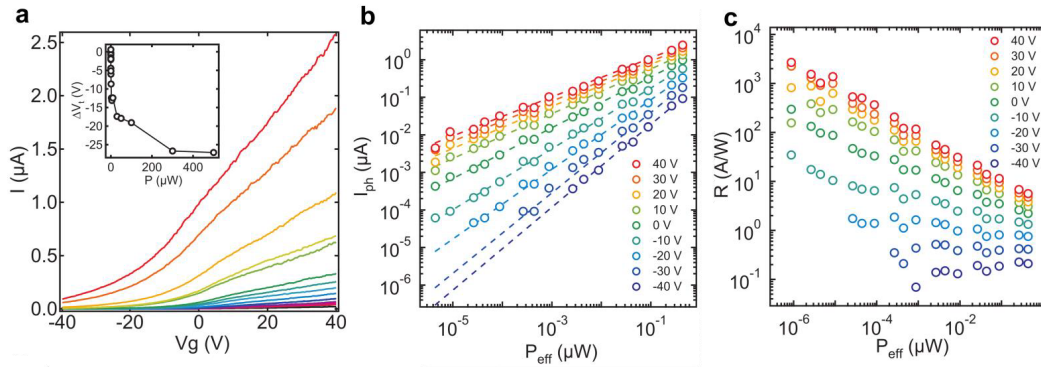 a
2.5
2.0
1.5
1.0
0.5
0.0
I (μA)
-40
-20
0
20
40
Vg (V)
0
-5
-10
-15
-20
-25
ΔVt (V)
0
200
400
P (μW)
b
10^0
10^-1
10^-2
10^-3
10^-4
10^-5
10^-6
Iph (μA)
10^-5
10^-3
10^-1
Peff (μW)
40 V
30 V
20 V
10 V
0 V
-10 V
-20 V
-30 V
-40 V
c
10^4
10^3
10^2
10^1
10^0
10^-1
R (A/W)
10^-6
10^-4
10^-2
Peff (μW)
40 V
30 V
20 V
10 V
0 V
-10 V
-20 V
-30 V
-40 V